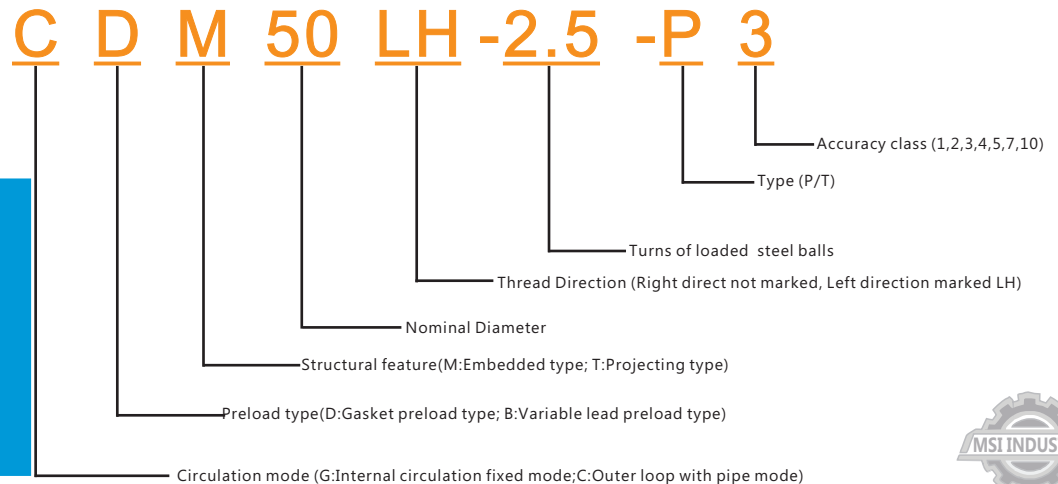 C D M 50 LH -2.5 -P 3
Accuracy class (1,2,3,4,5,7,10)
Type (P/T)
Turns of loaded steel balls
Thread Direction (Right direct not marked, Left direction marked LH)
Nominal Diameter
Structural feature(M:Embedded type; T:Projecting type)
Preload type(D:Gasket preload type; B:Variable lead preload type)
MSI INDUS
Circulation mode (G:Internal circulation fixed mode;C:Outer loop with pipe mode)